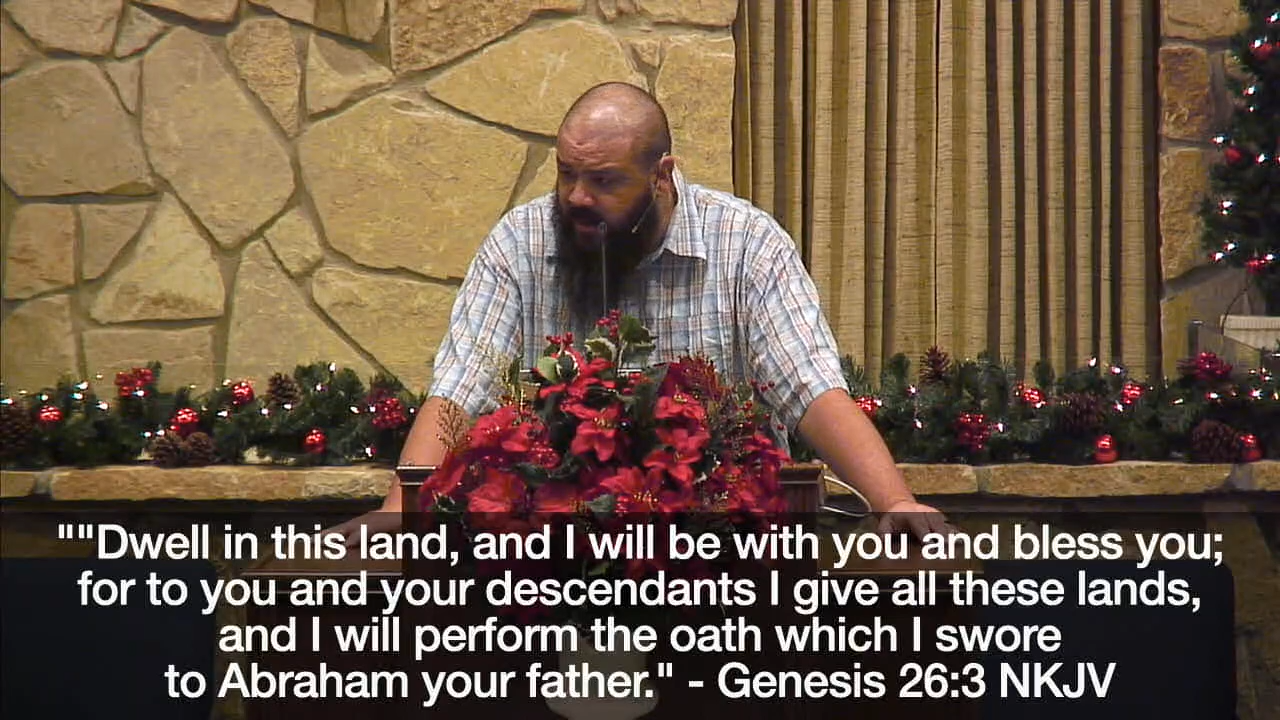 ""Dwell in this land, and I will be with you and bless you;
for to you and your descendants I give all these lands,
and I will perform the oath which I swore
to Abraham your father." - Genesis 26:3 NKJV